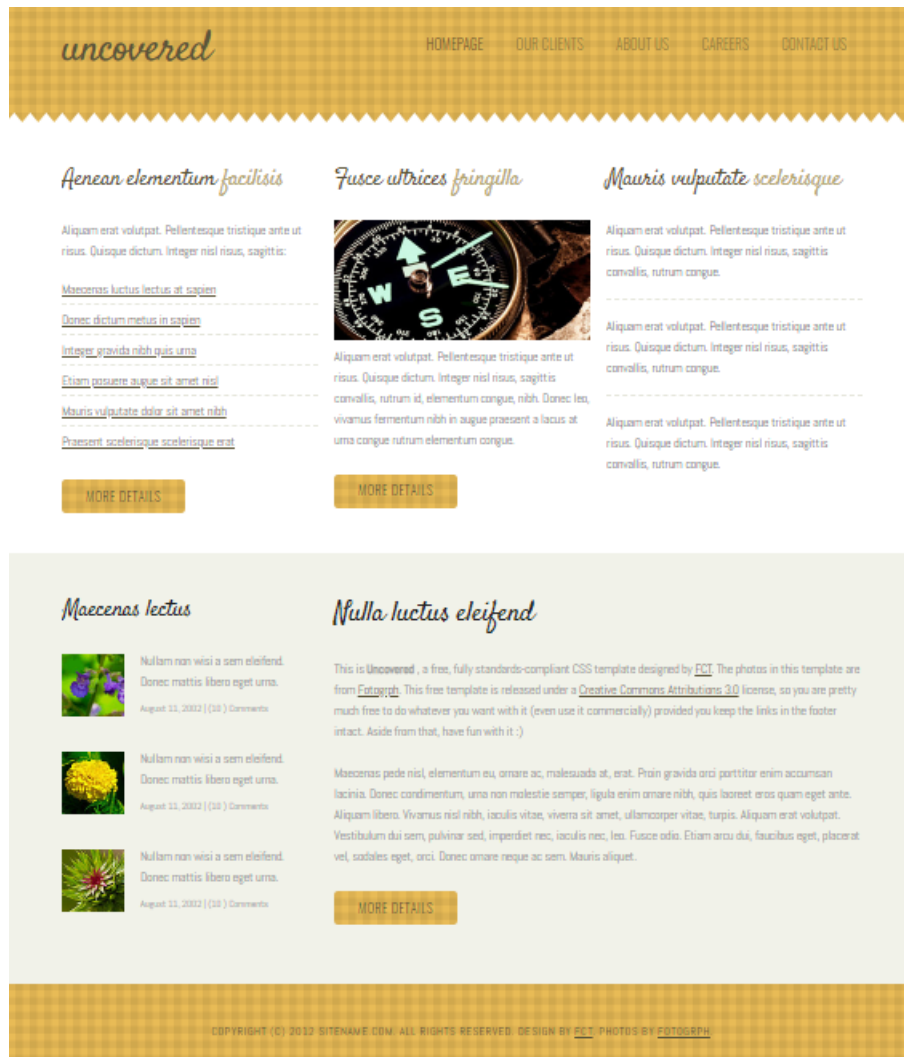 uncovered
HOMEPAGE OUR CLIENTS ABOUT US CAREERS CONTACT US
Aenean elementum facilisis
Aliquam erat volutpat. Pellentesque tristique ante ut
risus. Quisque dictum. Integer nisl risus, sagittis:
Maecenas luctus lectus at sapien
Donec dictum metus in sapien
Integer gravida nibh quis urna
Etiam posuere augue sit amet nisl
Mauris vulputate dolor sit amet nibh
Praesent scelerisque scelerisque erat
MORE DETAILS
Fusce ultrices fringilla
W E S
Aliquam erat volutpat. Pellentesque tristique ante ut
risus. Quisque dictum. Integer nisl risus, sagittis
convallis, rutrum id, elementum congue, nibh. Donec leo,
vivamus fermentum nibh in augue praesent a lacus at
urna congue rutrum elementum congue.
MORE DETAILS
Mauris vulputate scelerisque
Aliquam erat volutpat. Pellentesque tristique ante ut
risus. Quisque dictum. Integer nisl risus, sagittis
convallis, rutrum congue.
Aliquam erat volutpat. Pellentesque tristique ante ut
risus. Quisque dictum. Integer nisl risus, sagittis
convallis, rutrum congue.
Aliquam erat volutpat. Pellentesque tristique ante ut
risus. Quisque dictum. Integer nisl risus, sagittis
convallis, rutrum congue.
Maecenas lectus
Nullam non wisi a sem eleifend.
Donec mattis libero eget urna.
August 11, 2002 | (10 ) Comments
Nullam non wisi a sem eleifend.
Donec mattis libero eget urna.
August 11, 2002 | (10 ) Comments
Nullam non wisi a sem eleifend.
Donec mattis libero eget urna.
August 11, 2002 | (10 ) Comments
Nulla luctus eleifend
This is Uncovered , a free, fully standards-compliant CSS template designed by FCT. The photos in this template are
from Fotogrph. This free template is released under a Creative Commons Attributions 3.0 license, so you are pretty
much free to do whatever you want with it (even use it commercially) provided you keep the links in the footer
intact. Aside from that, have fun with it :)
Maecenas pede nisl, elementum eu, ornare ac, malesuada at, erat. Proin gravida orci porttitor enim accumsan
lacinia. Donec condimentum, urna non molestie semper, ligula enim ornare nibh, quis laoreet eros quam eget ante.
Aliquam libero. Vivamus nisl nibh, iaculis vitae, viverra sit amet, ullamcorper vitae, turpis. Aliquam erat volutpat.
Vestibulum dui sem, pulvinar sed, imperdiet nec, iaculis nec, leo. Fusce odio. Etiam arcu dui, faucibus eget, placerat
vel, sodales eget, orci. Donec ornare neque ac sem. Mauris aliquet.
MORE DETAILS
COPYRIGHT (C) 2012 SITENAME.COM. ALL RIGHTS RESERVED. DESIGN BY FCT. PHOTOS BY FOTOGRPH.